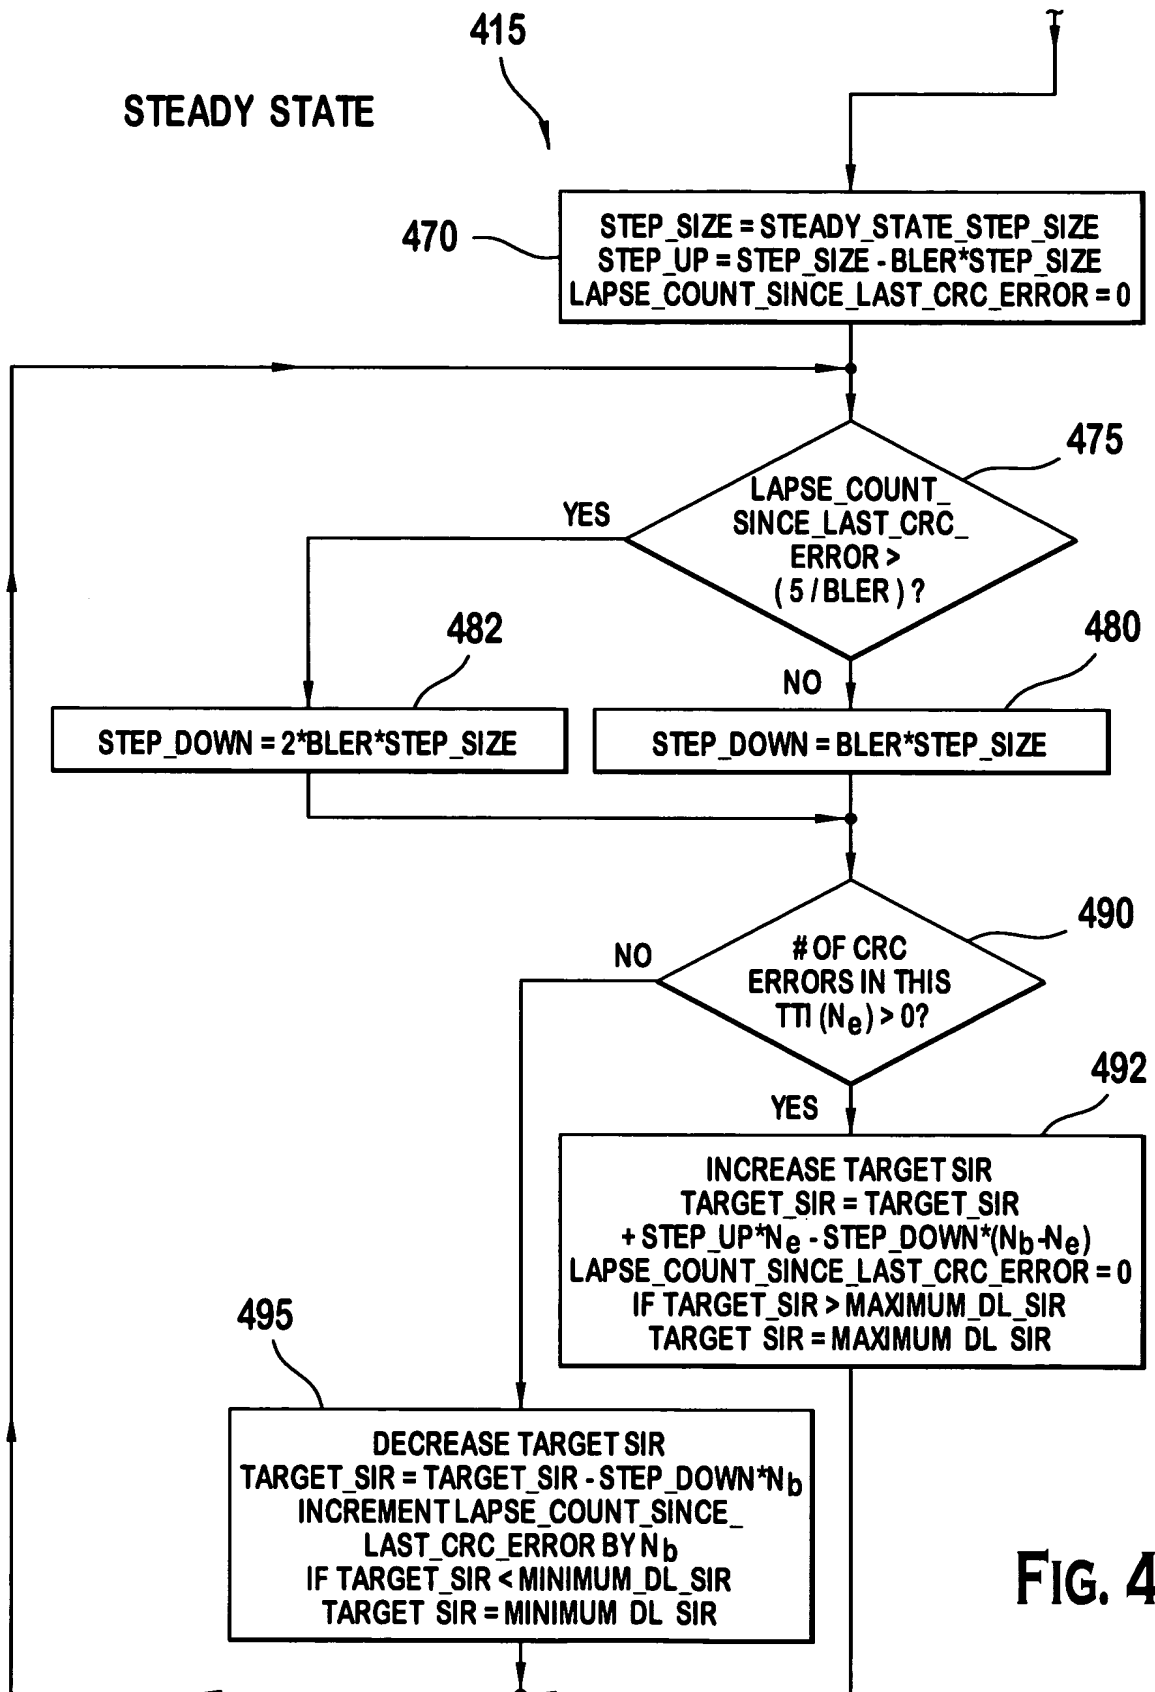 415
STEADY STATE
470
STEP_SIZE = STEADY_STATE_STEP_SIZE
STEP_UP = STEP_SIZE - BLER*STEP_SIZE
LAPSE_COUNT_SINCE_LAST_CRC_ERROR = 0
475
LAPSE_COUNT_
SINCE_LAST_CRC_
ERROR >
( 5 / BLER ) ?
YES
482
480
NO
STEP_DOWN = 2*BLER*STEP_SIZE
STEP_DOWN = BLER*STEP_SIZE
490
NO
# OF CRC
ERRORS IN THIS
TTI (Ne) > 0?
492
YES
INCREASE TARGET SIR
TARGET_SIR = TARGET_SIR
+ STEP_UP*Ne - STEP_DOWN*(Nb-Ne)
LAPSE_COUNT_SINCE_LAST_CRC_ERROR = 0
IF TARGET_SIR > MAXIMUM_DL_SIR
TARGET SIR = MAXIMUM DL SIR
495
DECREASE TARGET SIR
TARGET_SIR = TARGET_SIR - STEP_DOWN*Nb
INCREMENT LAPSE_COUNT_SINCE_
LAST_CRC_ERROR BY Nb
IF TARGET_SIR < MINIMUM_DL_SIR
TARGET SIR = MINIMUM DL SIR
FIG. 4